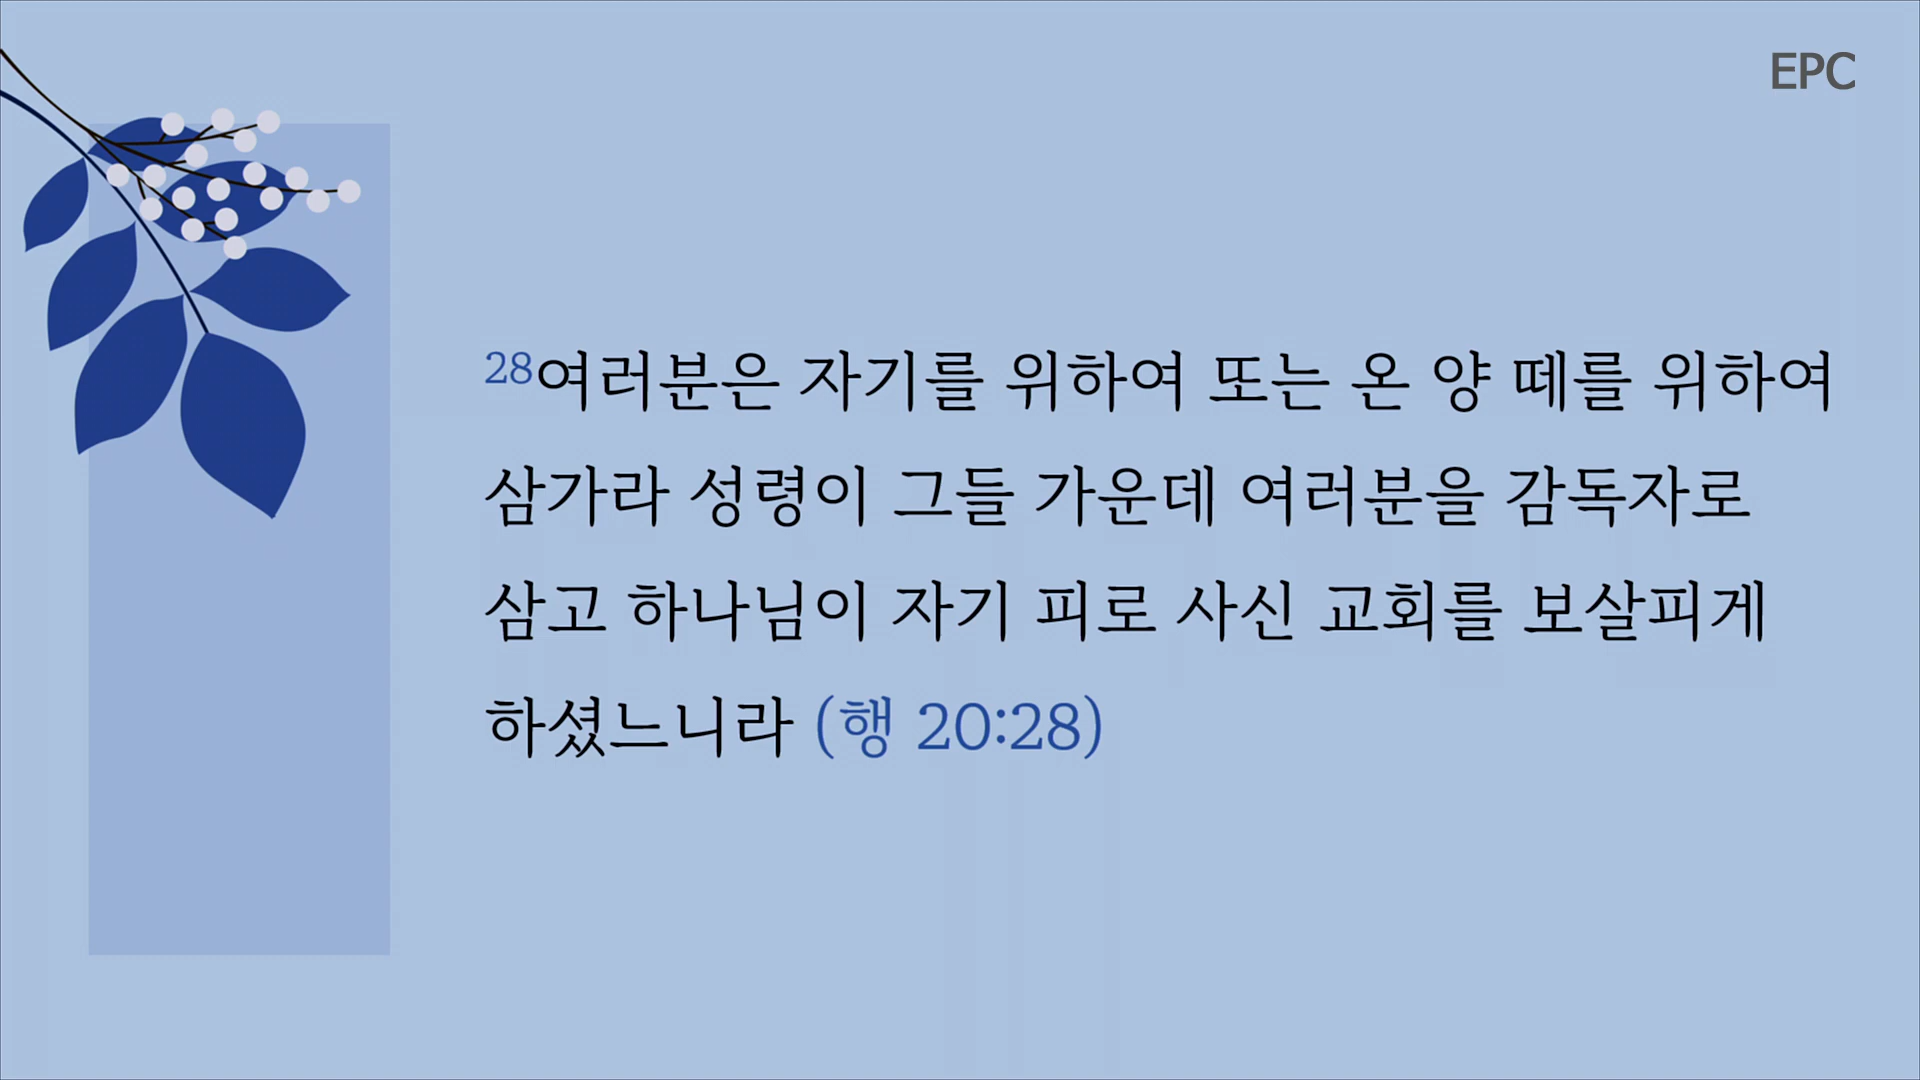 EPC
28여러분은 자기를 위하여 또는 온 양 떼를 위하여
삼가라 성령이 그들 가운데 여러분을 감독자로
삼고 하나님이 자기 피로 사신 교회를 보살피게
하셨느니라 (행 20:28)